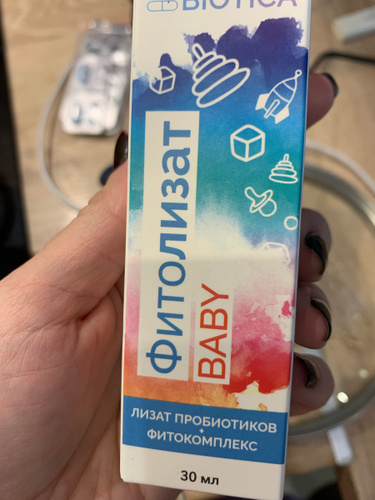 BIOTICA
Фитолизат
BABY
ЛИЗАТ ПРОБИОТИКОВ
+
ФИТОКОМПЛЕКС
30 мл